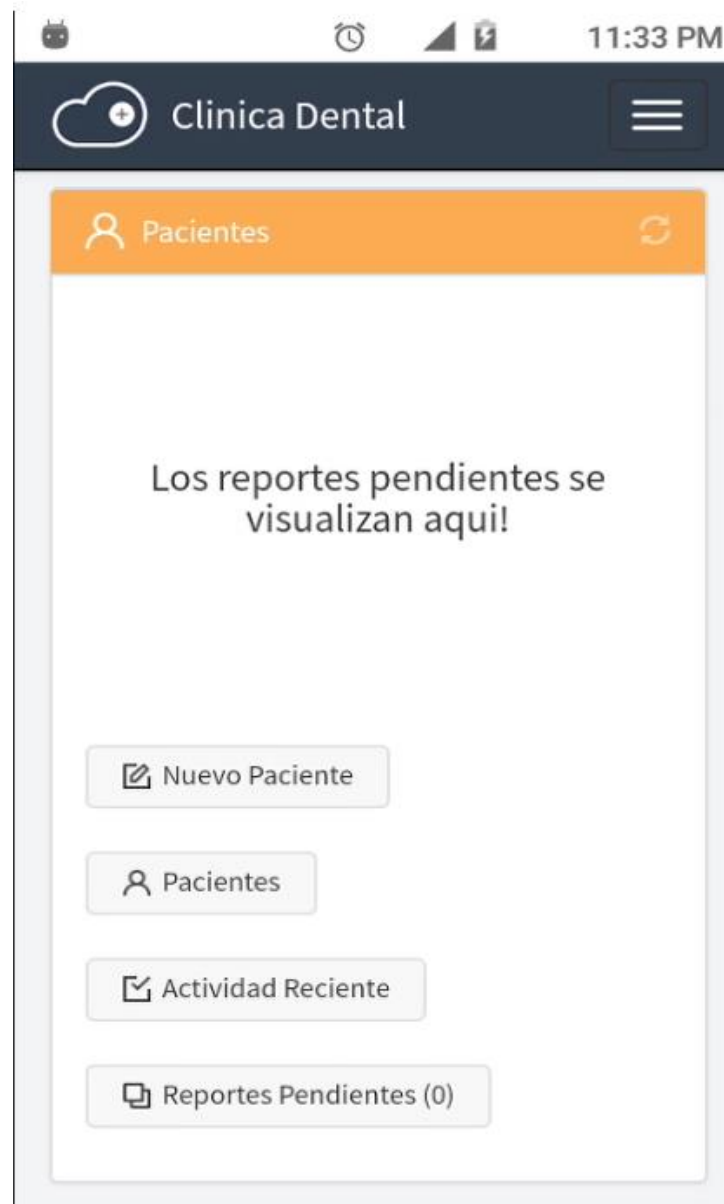 11:33 PM
Clinica Dental
Pacientes
Los reportes pendientes se
visualizan aqui!
Nuevo Paciente
Pacientes
Actividad Reciente
Reportes Pendientes (0)